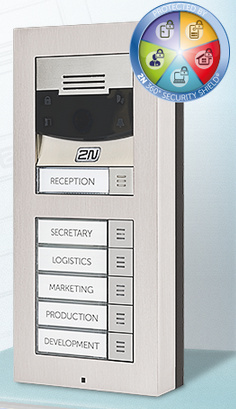 PROTECTED BY
2N 360° SECURITY SHIELD*
2N
RECEPTION
SECRETARY
LOGISTICS
MARKETING
PRODUCTION
DEVELOPMENT